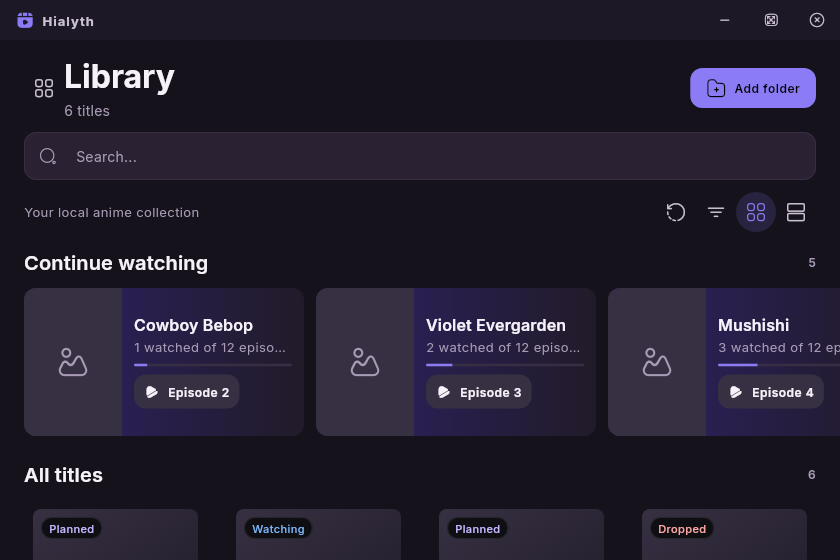 Hialyth
Library
6 titles
Add folder
Search...
Your local anime collection
Continue watching
5
Cowboy Bebop
1 watched of 12 episo...
Episode 2
Violet Evergarden
2 watched of 12 episo...
Episode 3
Mushishi
3 watched of 12 ep
Episode 4
All titles
6
Planned
Watching
Planned
Dropped